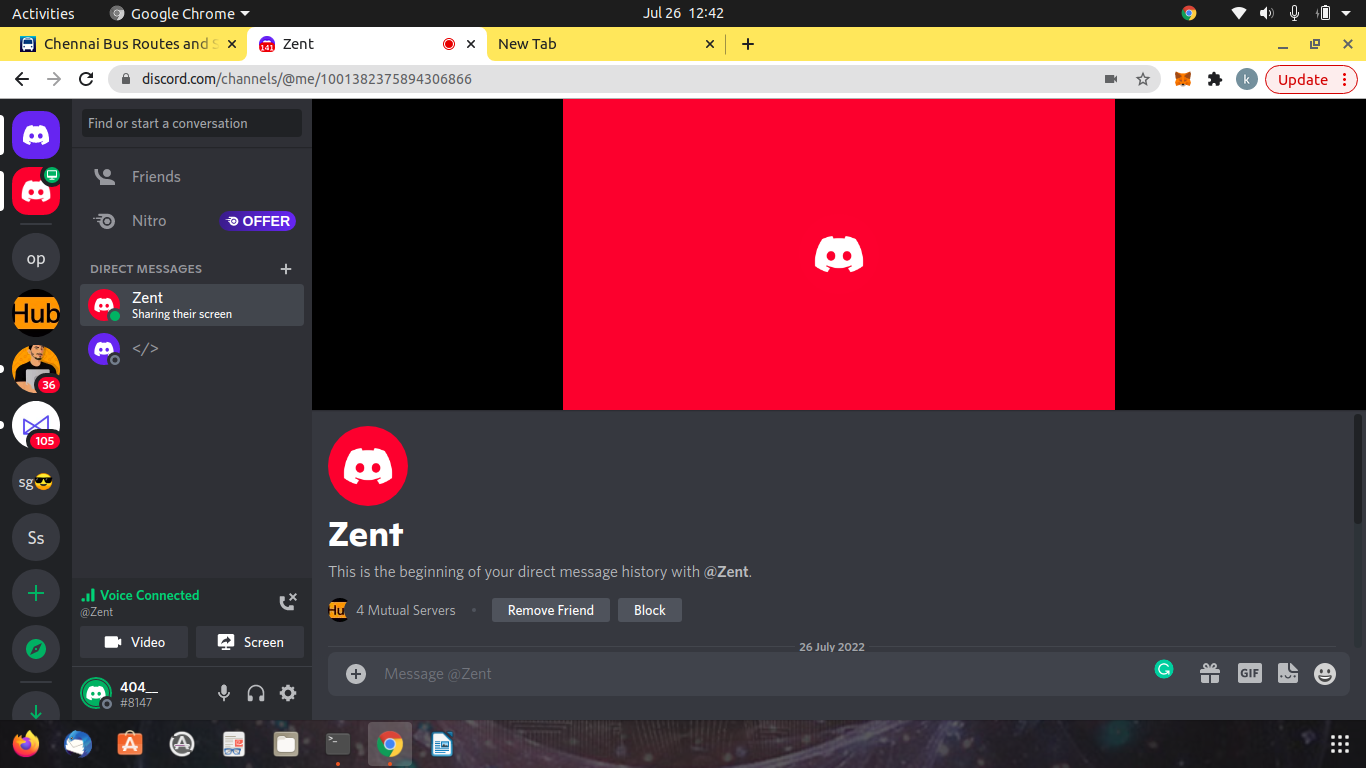 Activities
Google Chrome
Jul 26 12:42
Chennai Bus Routes and S
141
Zent
New Tab
discord.com/channels/@me/1001382375894306866
k
Update
Find or start a conversation
Friends
Nitro
OFFER
DIRECT MESSAGES
Zent
Sharing their screen
</>
op
Hub
36
105
sg😎
Ss
Zent
This is the beginning of your direct message history with @Zent.
Hu
4 Mutual Servers
Remove Friend
Block
26 July 2022
Message @Zent
GIF
Voice Connected
@Zent
Video
Screen
404__
#8147